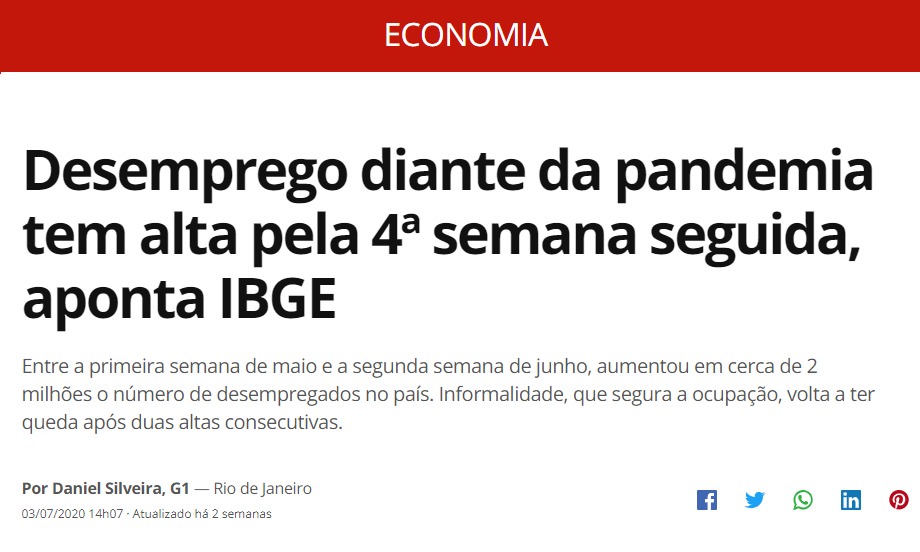 ECONOMIA
Desemprego diante da pandemia
tem alta pela 4ª semana seguida,
aponta IBGE
Entre a primeira semana de maio e a segunda semana de junho, aumentou em cerca de 2
milhões o número de desempregados no país. Informalidade, que segura a ocupação, volta a ter
queda após duas altas consecutivas.
Por Daniel Silveira, G1 — Rio de Janeiro
03/07/2020 14h07 · Atualizado há 2 semanas